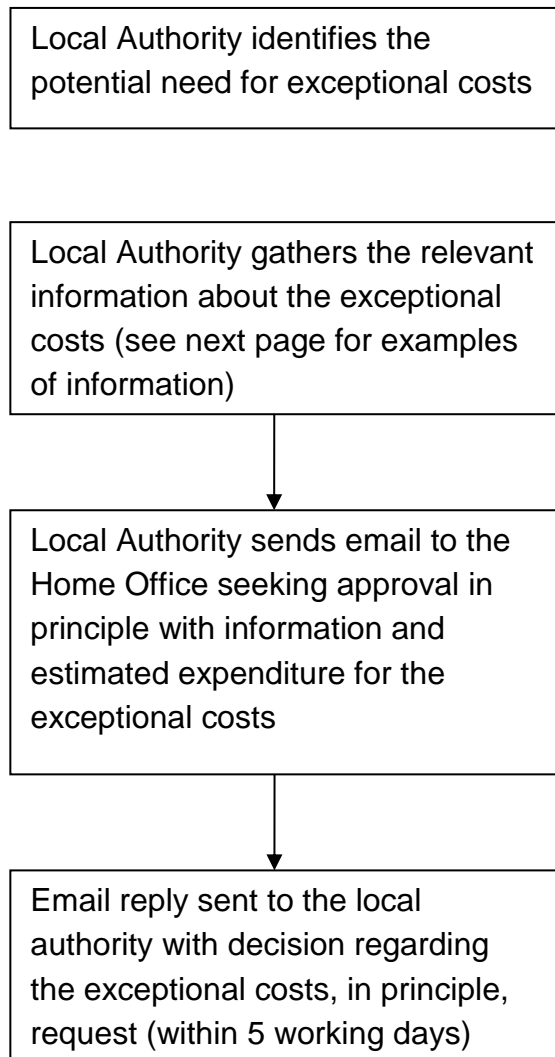 Local Authority identifies the
potential need for exceptional costs
Local Authority gathers the relevant
information about the exceptional
costs (see next page for examples
of information)
Local Authority sends email to the
Home Office seeking approval in
principle with information and
estimated expenditure for the
exceptional costs
Email reply sent to the local
authority with decision regarding
the exceptional costs, in principle,
request (within 5 working days)